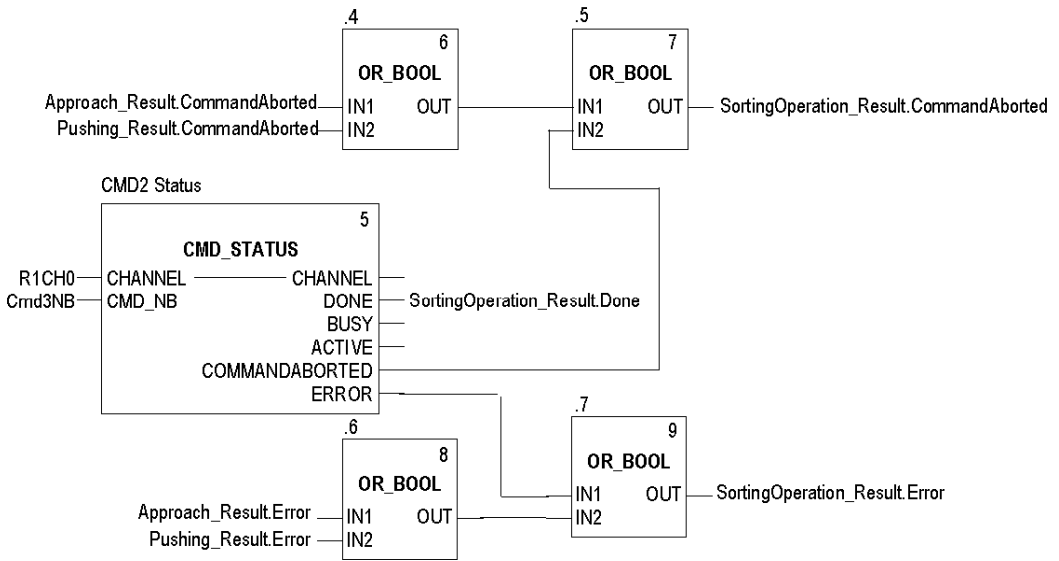 .4 .5
6 7
OR_BOOL OR_BOOL
Approach_Result.CommandAborted IN1 OUT IN1 OUT SortingOperation_Result.CommandAborted
Pushing_Result.CommandAborted IN2 IN2
CMD2 Status
5
CMD_STATUS
R1CH0 CHANNEL CHANNEL
Cmd3NB CMD_NB DONE SortingOperation_Result.Done
BUSY
ACTIVE
COMMANDABORTED
ERROR
.7
.6 9
8
OR_BOOL
OR_BOOL
IN1 OUT SortingOperation_Result.Error
Approach_Result.Error IN1 OUT IN2
Pushing_Result.Error IN2